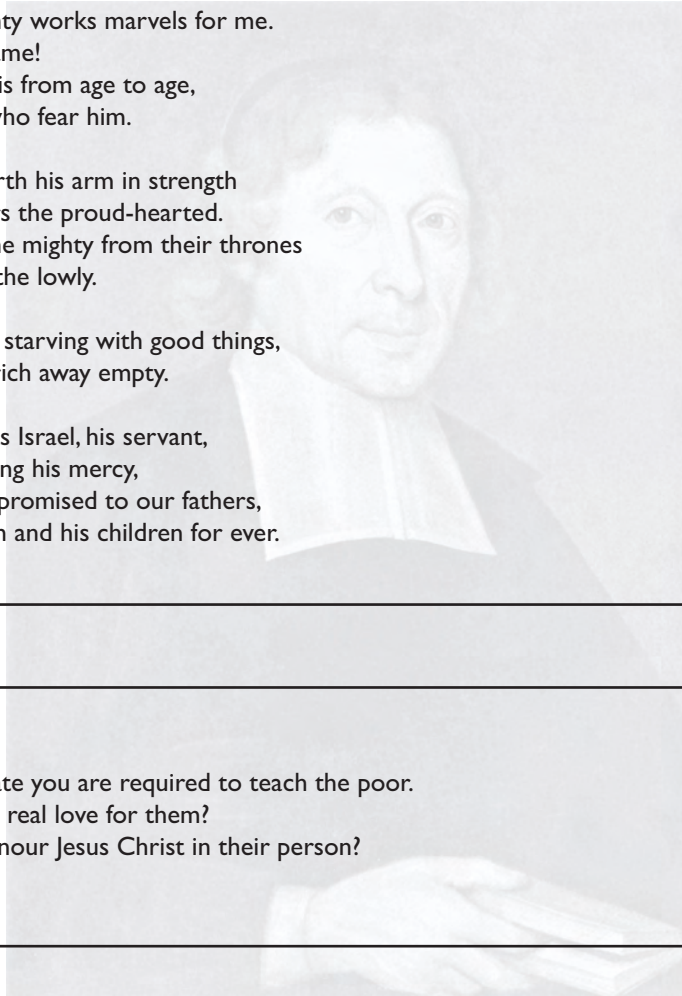 ty works marvels for me.
me!
is from age to age,
who fear him.
rth his arm in strength
s the proud-hearted.
e mighty from their thrones
the lowly.
starving with good things,
rich away empty.
s Israel, his servant,
ng his mercy,
promised to our fathers,
n and his children for ever.
ate you are required to teach the poor.
real love for them?
nour Jesus Christ in their person?